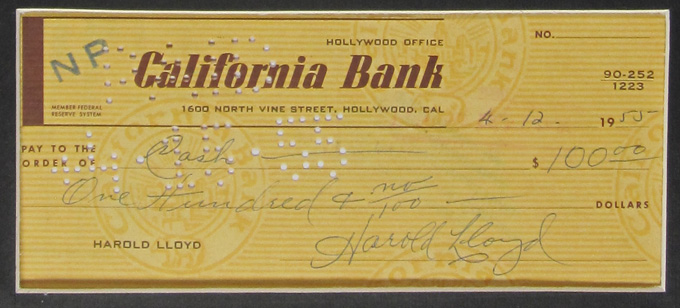 HOLLYWOOD OFFICE
NO.
NP
California Bank
90-252
1223
MEMBER FEDERAL
RESERVE SYSTEM
1600 NORTH VINE STREET, HOLLYWOOD, CAL
4-12- 1955
PAY TO THE
ORDER OF Cash $ 100 00
One Hundred & no/100 DOLLARS
HAROLD LLOYD Harold Lloyd